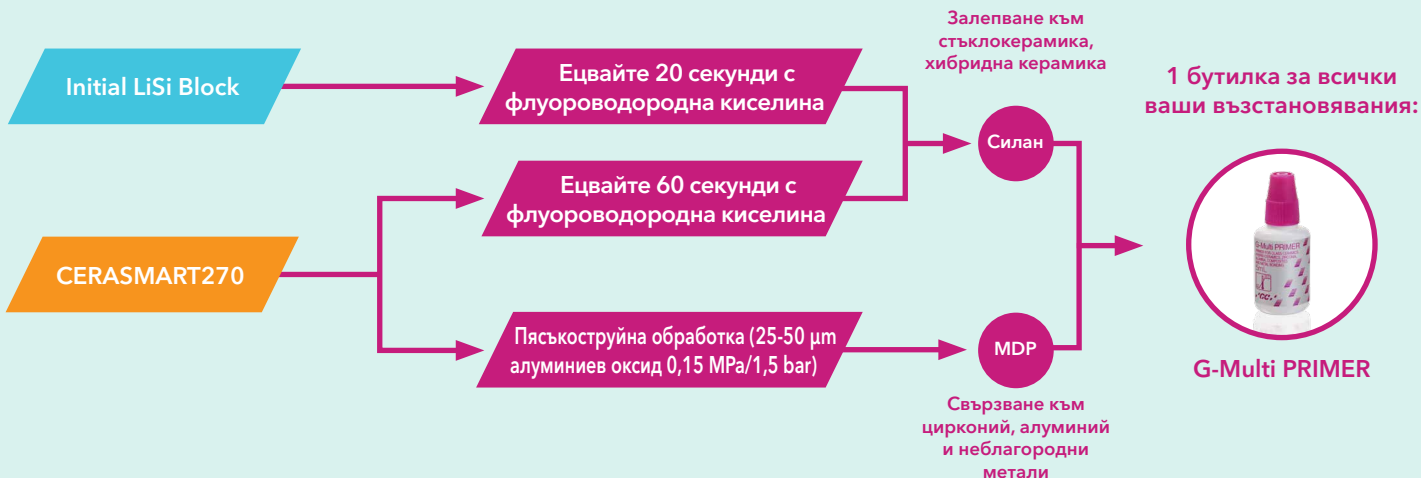 Initial LiSi Block
CERASMART270
Ецвайте 20 секунди с
флуороводородна киселина
Ецвайте 60 секунди с
флуороводородна киселина
Пясъкоструйна обработка (25-50 µm
алуминиев оксид 0,15 MPa/1,5 bar)
Залепване към
стъклокерамика,
хибридна керамика
Силан
MDP
Свързване към
цирконий, алуминий
и неблагородни
метали
1 бутилка за всички
ваши възстановявания:
G-Multi PRIMER
G-Multi PRIMER